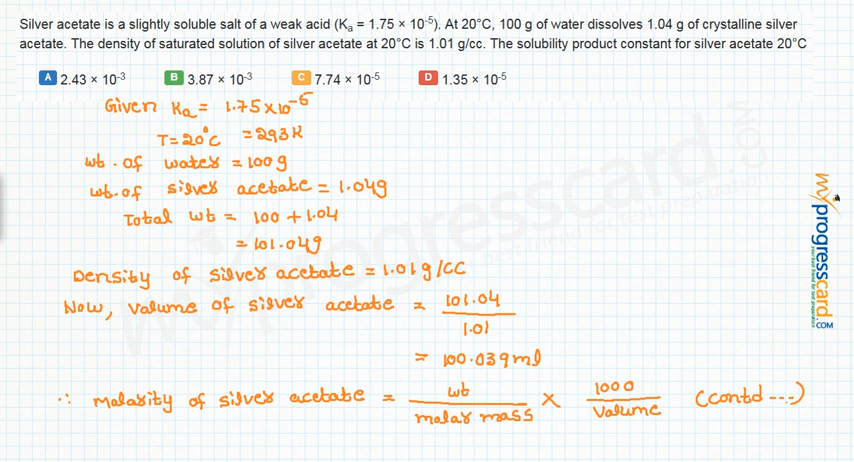 Silver acetate is a slightly soluble salt of a weak acid (Kₐ = 1.75 × 10⁻⁵). At 20°C, 100 g of water dissolves 1.04 g of crystalline silver
acetate. The density of saturated solution of silver acetate at 20°C is 1.01 g/cc. The solubility product constant for silver acetate 20°C
A 2.43 × 10⁻³ B 3.87 × 10⁻³ C 7.74 × 10⁻⁵ D 1.35 × 10⁻⁵
Given Ka = 1.75×10⁻⁵
T=20°C = 293K
wt. of water = 100g
wt. of silver acetate = 1.04g
Total wt = 100 + 1.04
= 101.04g
Density of silver acetate = 1.01g/CC
Now, Volume of silver acetate = 101.04
1.01
= 100.039ml
∴ Molarity of silver acetate = wt × 1000 (contd ....)
molar mass Volume
myprogresscard.COM